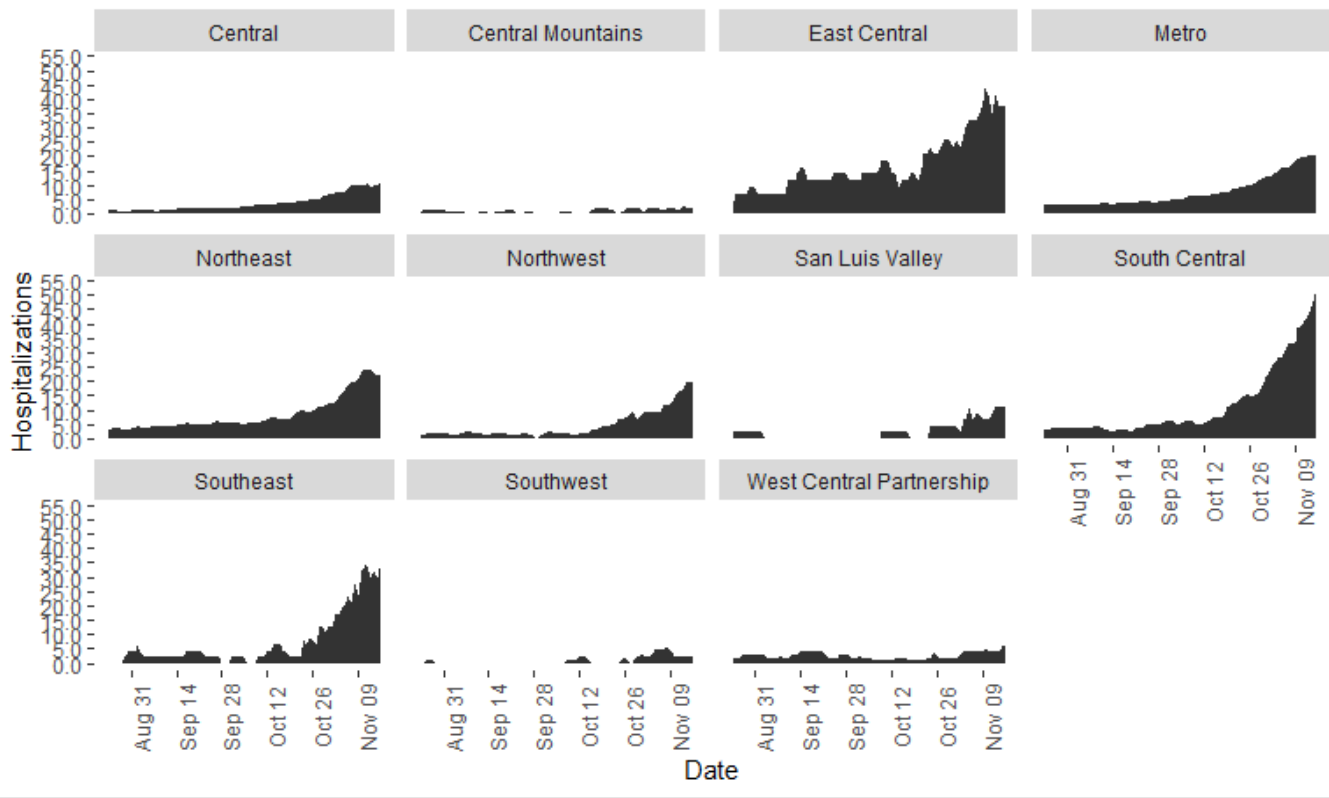 Central
Central Mountains
East Central
Metro
55.0
50.0
45.0
40.0
35.0
30.0
25.0
20.0
15.0
10.0
5.0
0.0
Northeast
Northwest
San Luis Valley
South Central
55.0
50.0
45.0
40.0
35.0
30.0
25.0
20.0
15.0
10.0
5.0
0.0
Hospitalizations
Aug 31
Sep 14
Sep 28
Oct 12
Oct 26
Nov 09
Southeast
Southwest
West Central Partnership
55.0
50.0
45.0
40.0
35.0
30.0
25.0
20.0
15.0
10.0
5.0
0.0
Aug 31
Sep 14
Sep 28
Oct 12
Oct 26
Nov 09
Aug 31
Sep 14
Sep 28
Oct 12
Oct 26
Nov 09
Aug 31
Sep 14
Sep 28
Oct 12
Oct 26
Nov 09
Date